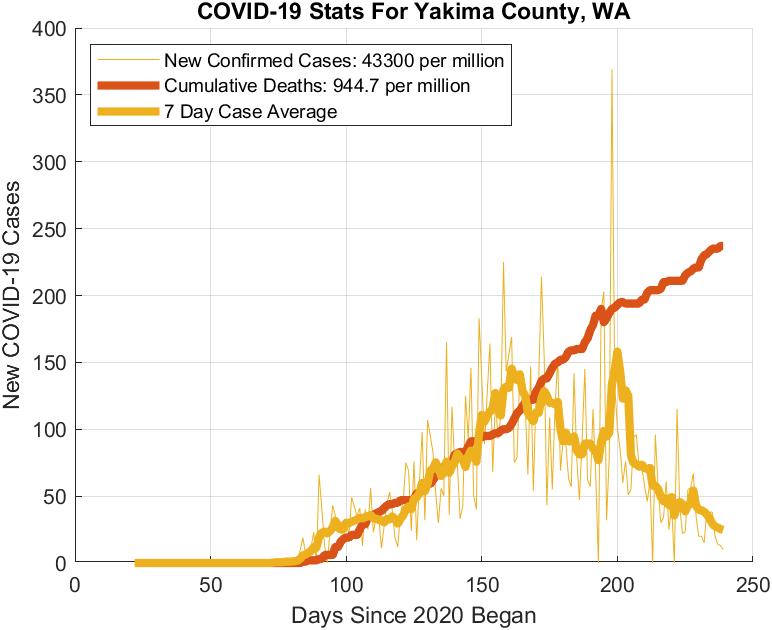 COVID-19 Stats For Yakima County, WA
400
350
300
250
200
150
100
50
0
New COVID-19 Cases
New Confirmed Cases: 43300 per million
Cumulative Deaths: 944.7 per million
7 Day Case Average
0 50 100 150 200 250
Days Since 2020 Began